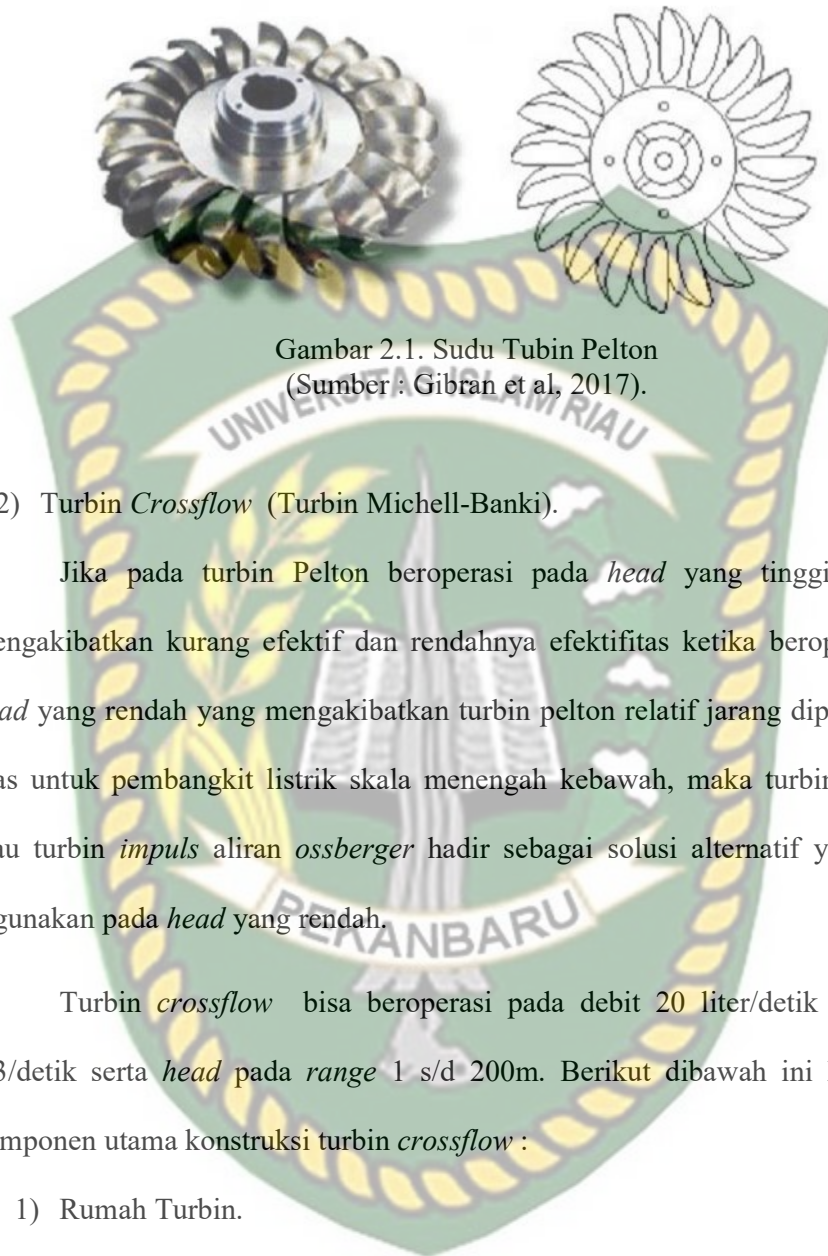 Gambar 2.1. Sudu Tubin Pelton
(Sumber : Gibran et al, 2017).
UNIVERSITAS ISLAM RIAU
2) Turbin Crossflow (Turbin Michell-Banki).
Jika pada turbin Pelton beroperasi pada head yang tinggi
engakibatkan kurang efektif dan rendahnya efektifitas ketika berop
ad yang rendah yang mengakibatkan turbin pelton relatif jarang dip
as untuk pembangkit listrik skala menengah kebawah, maka turbin
au turbin impuls aliran ossberger hadir sebagai solusi alternatif y
gunakan pada head yang rendah.
PEKANBARU
Turbin crossflow bisa beroperasi pada debit 20 liter/detik
3/detik serta head pada range 1 s/d 200m. Berikut dibawah ini
mponen utama konstruksi turbin crossflow :
1) Rumah Turbin.